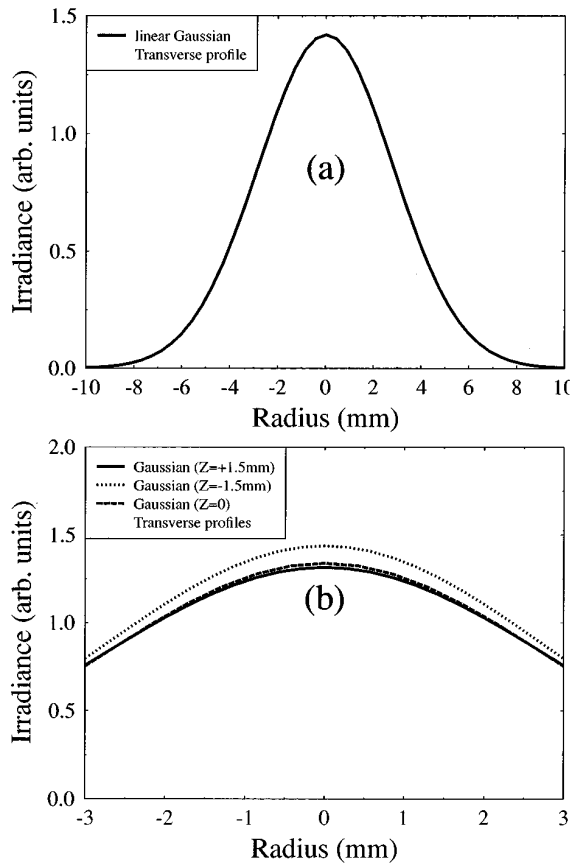 linear Gaussian
Transverse profile
(a)
Irradiance (arb. units)
1.5
1.0
0.5
0.0
-10 -8 -6 -4 -2 0 2 4 6 8 10
Radius (mm)
Gaussian (Z=+1.5mm)
Gaussian (Z=-1.5mm)
Gaussian (Z=0)
Transverse profiles
(b)
Irradiance (arb. units)
2.0
1.5
1.0
0.5
0.0
-3 -2 -1 0 1 2 3
Radius (mm)